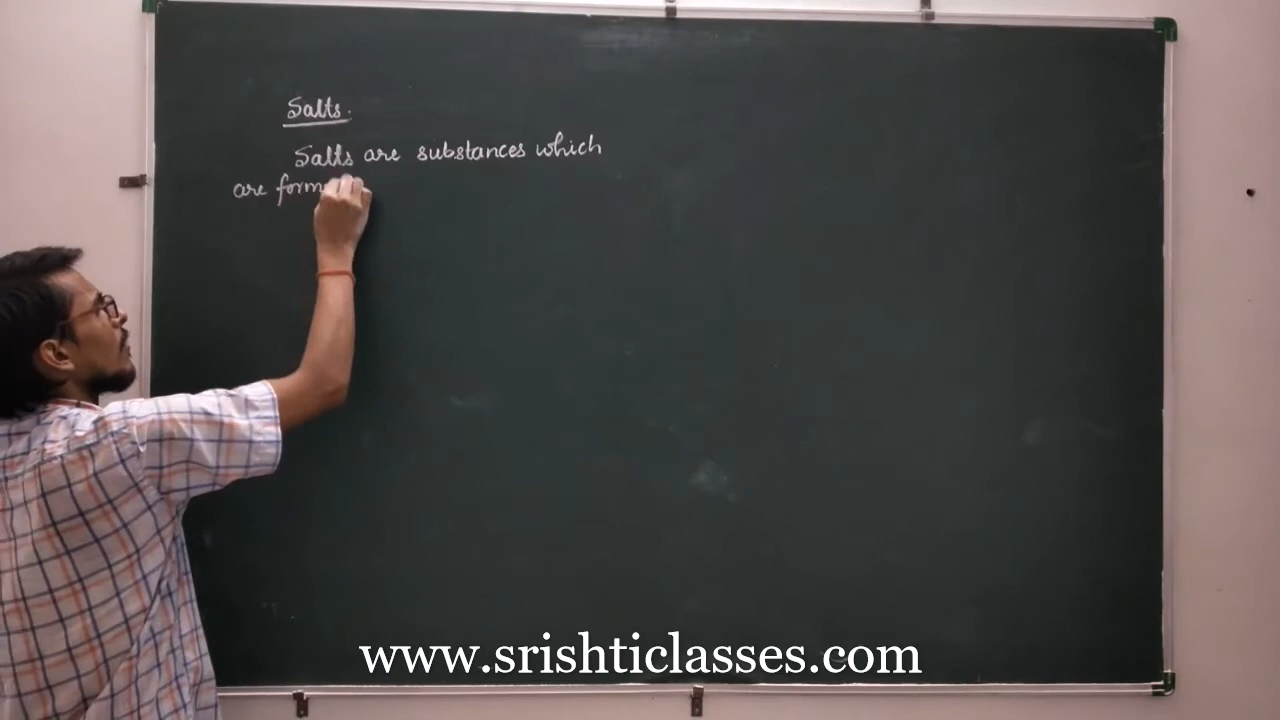 Salts.
Salts are substances which
are form
www.srishticlasses.com